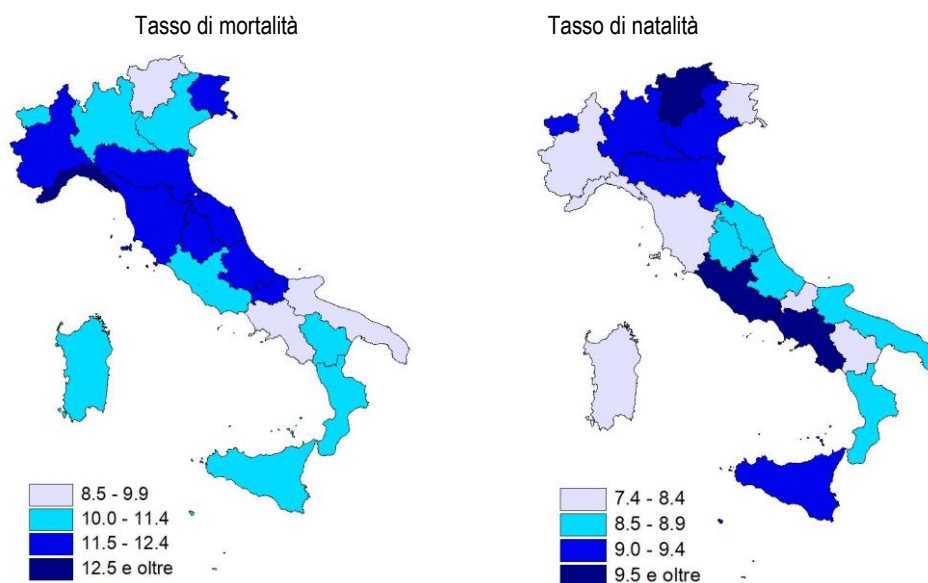 Tasso di mortalità
Tasso di natalità
8.5 - 9.9
10.0 - 11.4
11.5 - 12.4
12.5 e oltre
7.4 - 8.4
8.5 - 8.9
9.0 - 9.4
9.5 e oltre